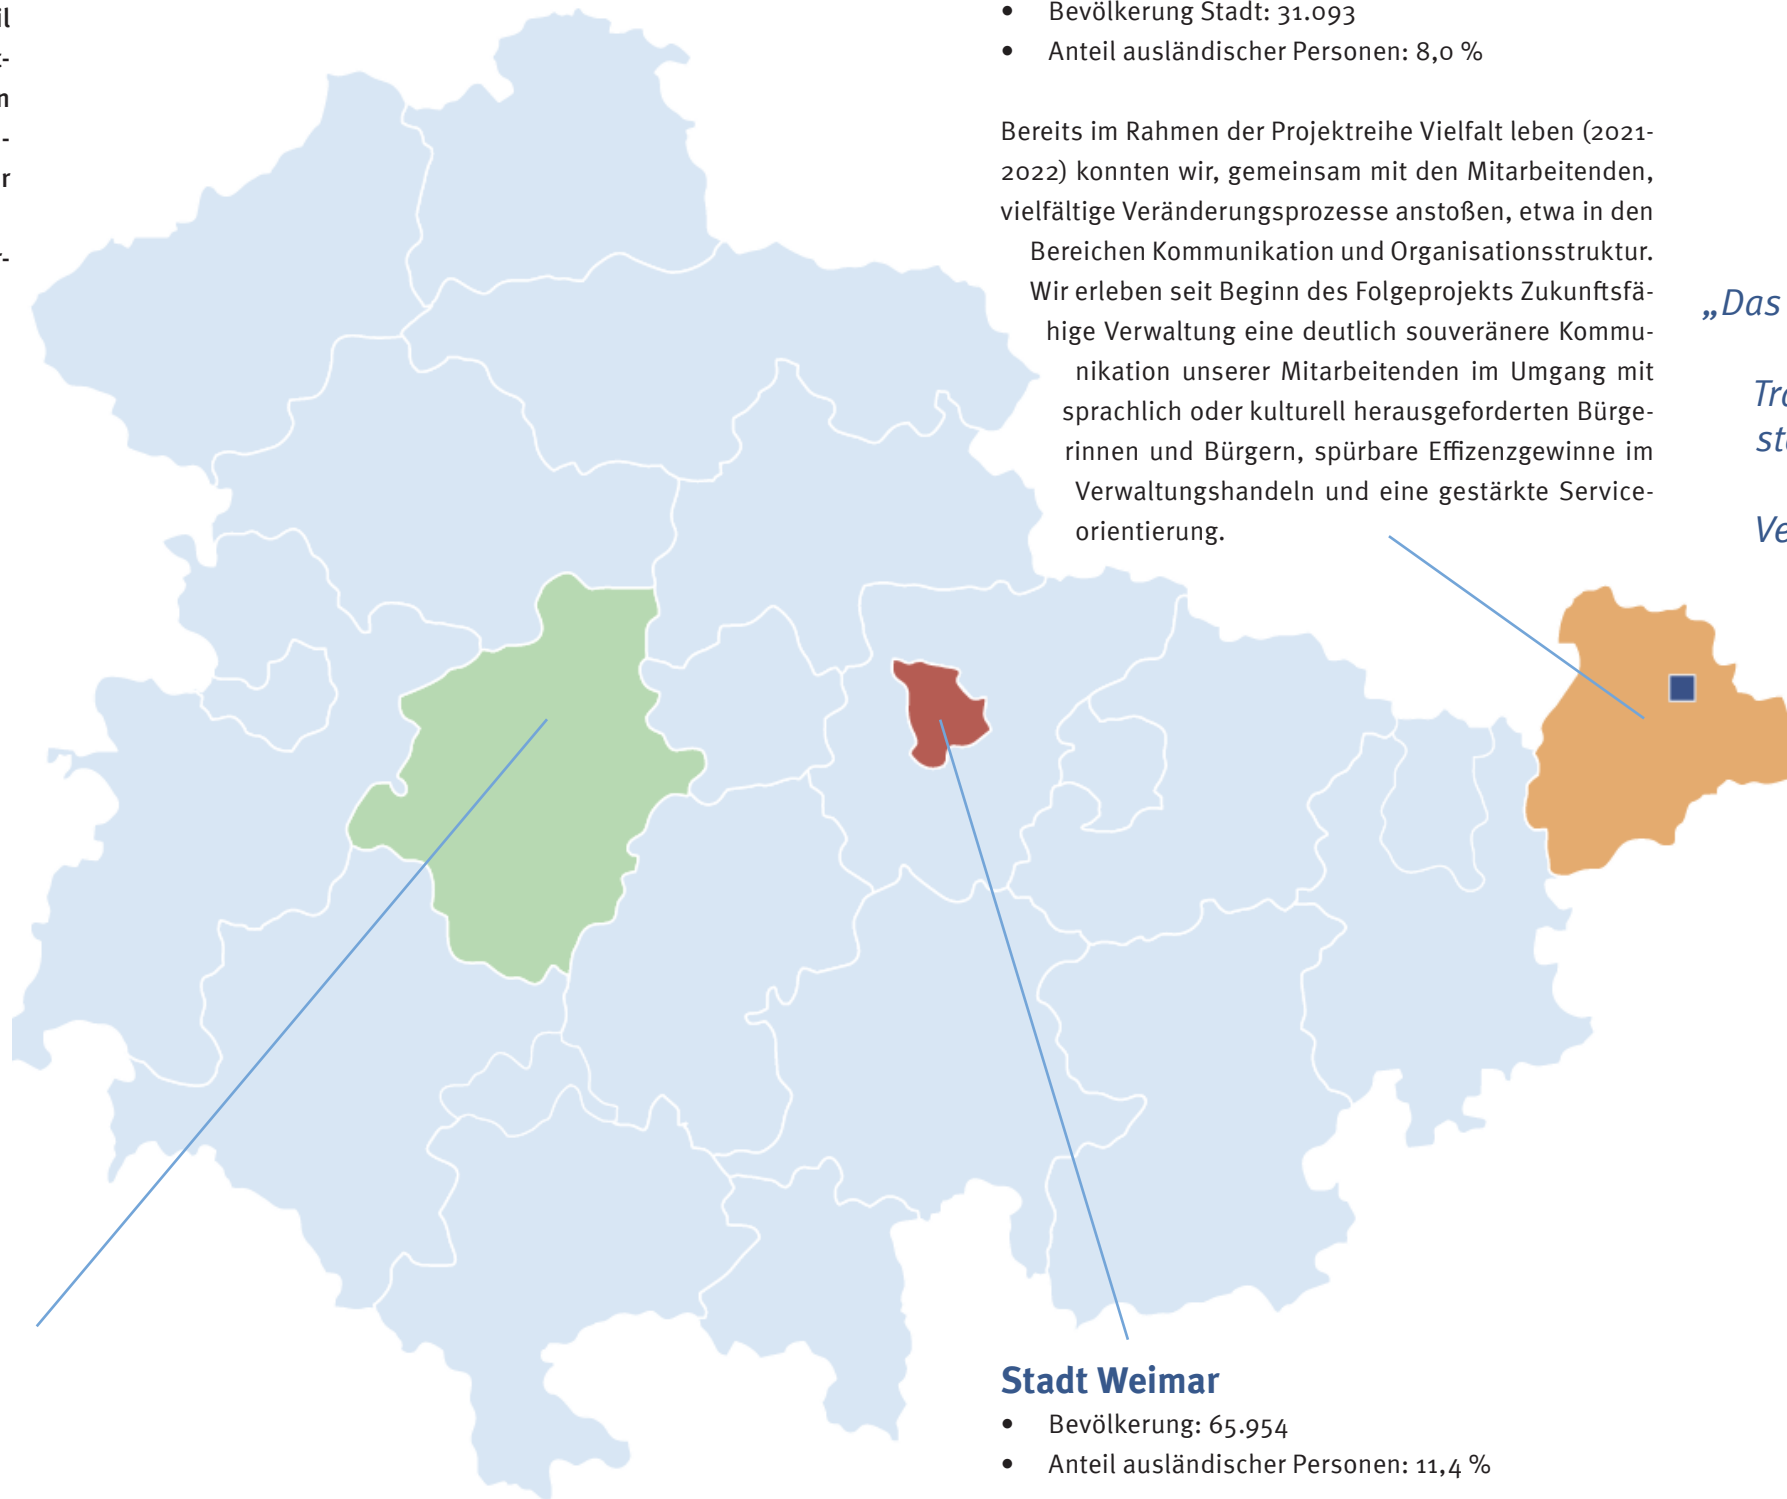 • Bevölkerung Stadt: 31.093
• Anteil ausländischer Personen: 8,0 %
Bereits im Rahmen der Projektreihe Vielfalt leben (2021-
2022) konnten wir, gemeinsam mit den Mitarbeitenden,
vielfältige Veränderungsprozesse anstoßen, etwa in den
Bereichen Kommunikation und Organisationsstruktur.
Wir erleben seit Beginn des Folgeprojekts Zukunftsfä-
hige Verwaltung eine deutlich souveränere Kommu-
nikation unserer Mitarbeitenden im Umgang mit
sprachlich oder kulturell herausgeforderten Bürge-
rinnen und Bürgern, spürbare Effizenzgewinne im
Verwaltungshandeln und eine gestärkte Service-
orientierung.
„Das
Stadt Weimar
• Bevölkerung: 65.954
• Anteil ausländischer Personen: 11,4 %